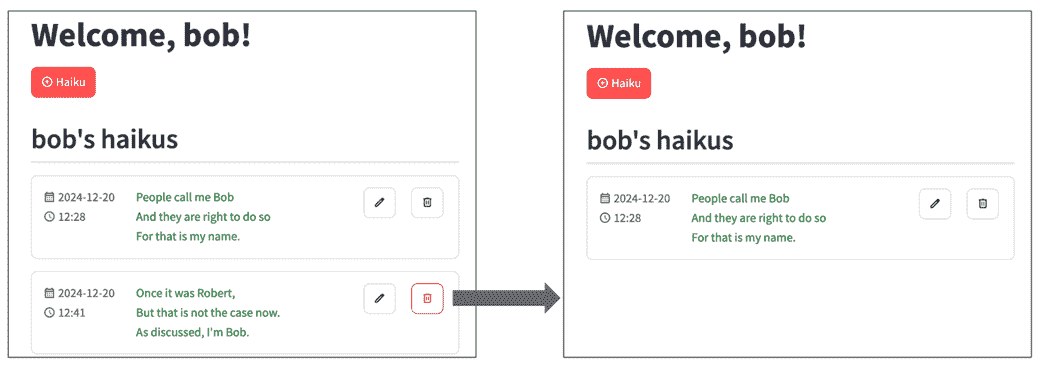 Welcome, bob!
Haiku
bob's haikus
2024-12-20
12:28
People call me Bob
And they are right to do so
For that is my name.
2024-12-20
12:41
Once it was Robert,
But that is not the case now.
As discussed, I'm Bob.
Welcome, bob!
Haiku
bob's haikus
2024-12-20
12:28
People call me Bob
And they are right to do so
For that is my name.